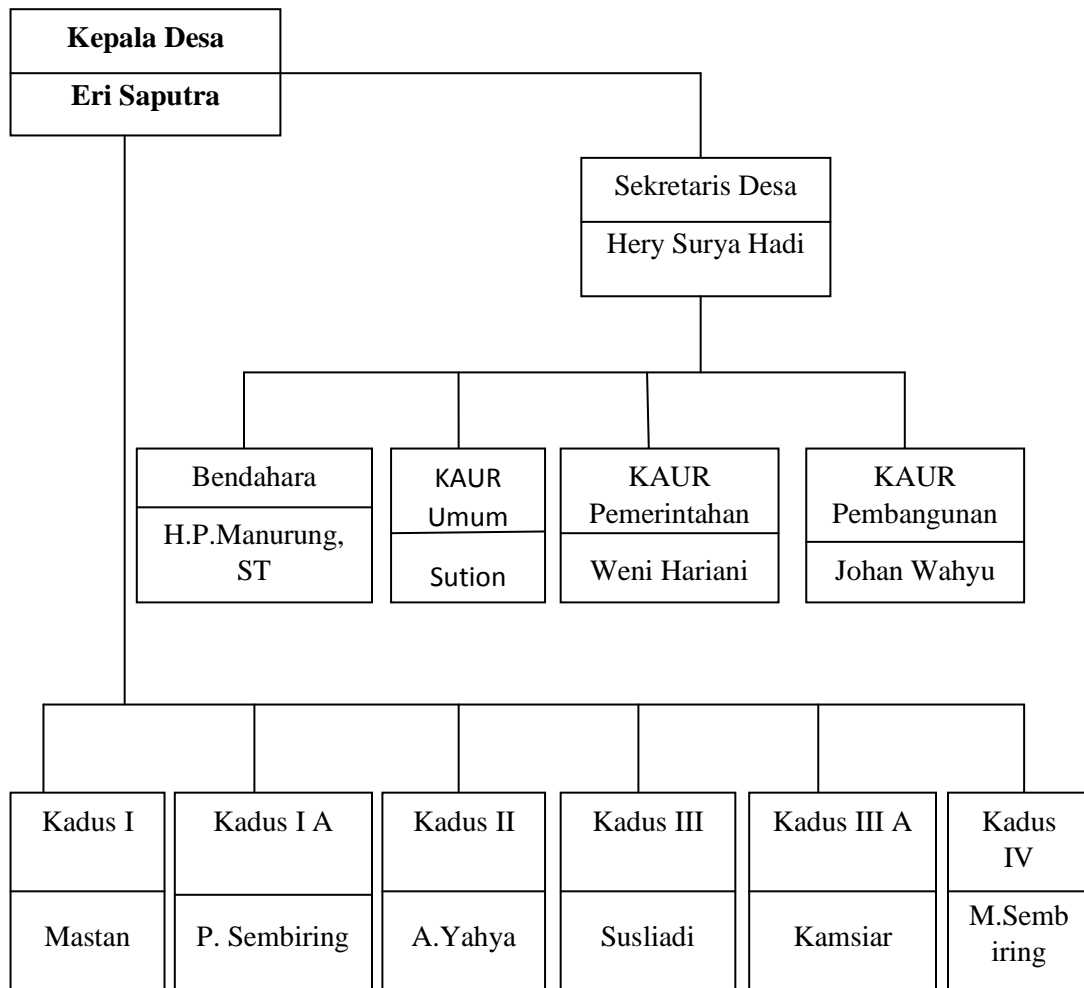 Kepala Desa
Eri Saputra
Sekretaris Desa
Hery Surya Hadi
Bendahara
H.P.Manurung,
ST
KAUR
Umum
Sution
KAUR
Pemerintahan
Weni Hariani
KAUR
Pembangunan
Johan Wahyu
Kadus I
Mastan
Kadus I A
P. Sembiring
Kadus II
A.Yahya
Kadus III
Susliadi
Kadus III A
Kamsiar
Kadus
IV
M.Semb
iring